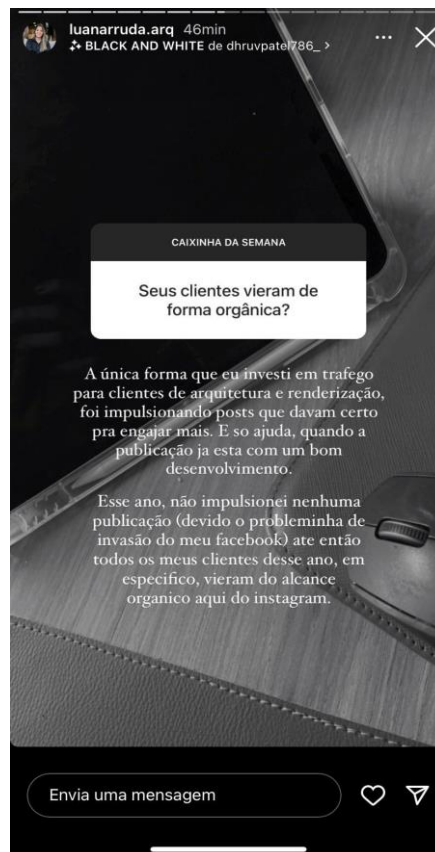 luanarruda.arq 46min
BLACK AND WHITE de dhruvpatel786_ >
CAIXINHA DA SEMANA
Seus clientes vieram de
forma orgânica?
A única forma que eu investi em trafego
para clientes de arquitetura e renderização,
foi impulsionando posts que davam certo
pra engajar mais. E so ajuda, quando a
publicação ja esta com um bom
desenvolvimento.
Esse ano, não impulsionei nenhuma
publicação (devido o probleminha de
invasão do meu facebook) ate então
todos os meus clientes desse ano, em
especifico, vieram do alcance
organico aqui do instagram.
Envia uma mensagem